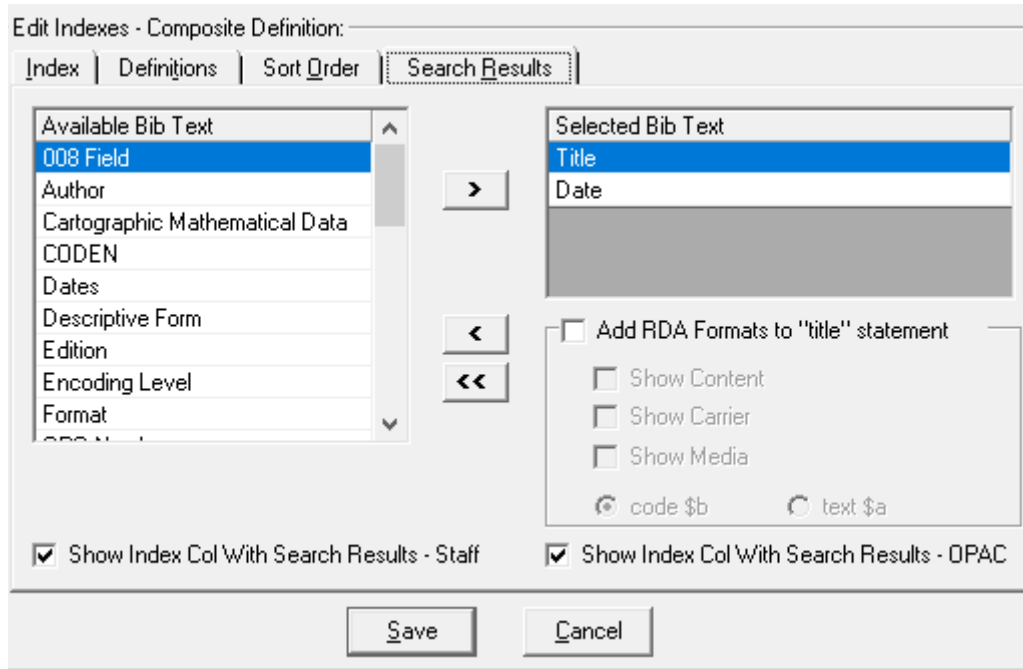 Edit Indexes - Composite Definition:
Index Definitions Sort Order Search Results
Available Bib Text
008 Field
Author
Cartographic Mathematical Data
CODEN
Dates
Descriptive Form
Edition
Encoding Level
Format
>
<
<<
Selected Bib Text
Title
Date
Add RDA Formats to "title" statement
Show Content
Show Carrier
Show Media
code $b text $a
Show Index Col With Search Results - Staff
Show Index Col With Search Results - OPAC
Save Cancel